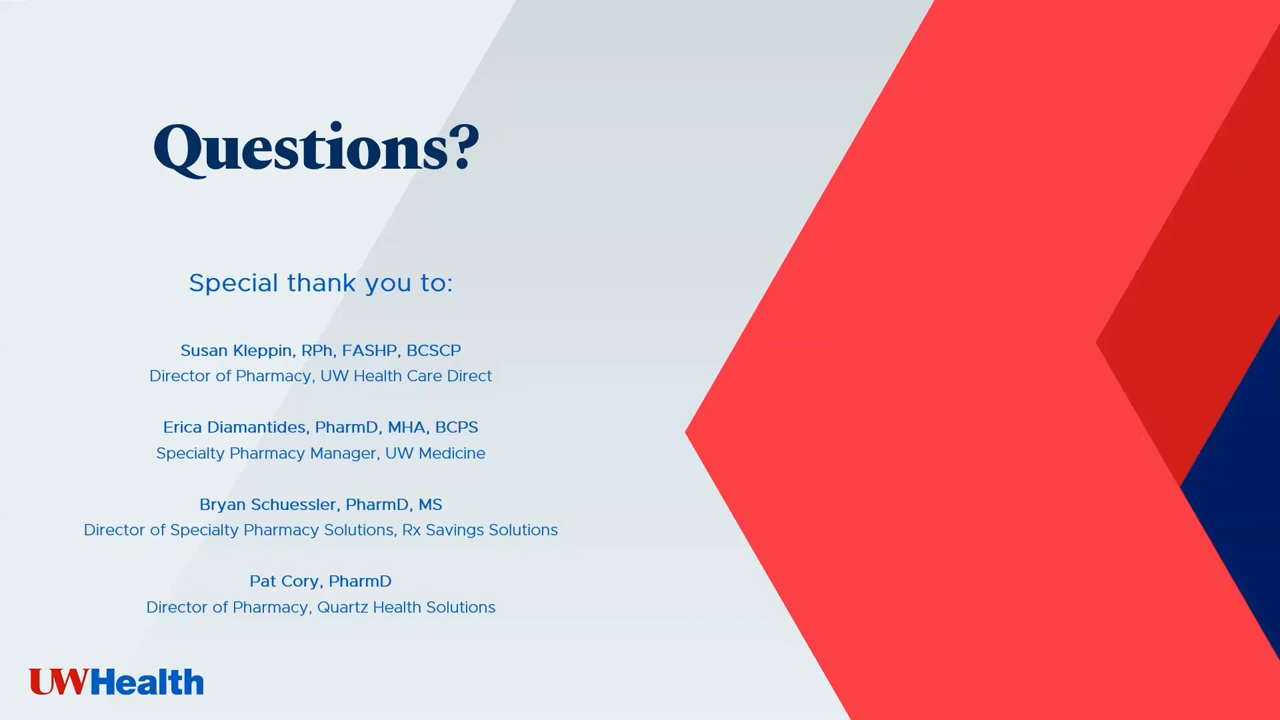 Questions?
Special thank you to:
Susan Kleppin, RPh, FASHP, BCSCP
Director of Pharmacy, UW Health Care Direct
Erica Diamantides, PharmD, MHA, BCPS
Specialty Pharmacy Manager, UW Medicine
Bryan Schuessler, PharmD, MS
Director of Specialty Pharmacy Solutions, Rx Savings Solutions
Pat Cory, PharmD
Director of Pharmacy, Quartz Health Solutions
UWHealth